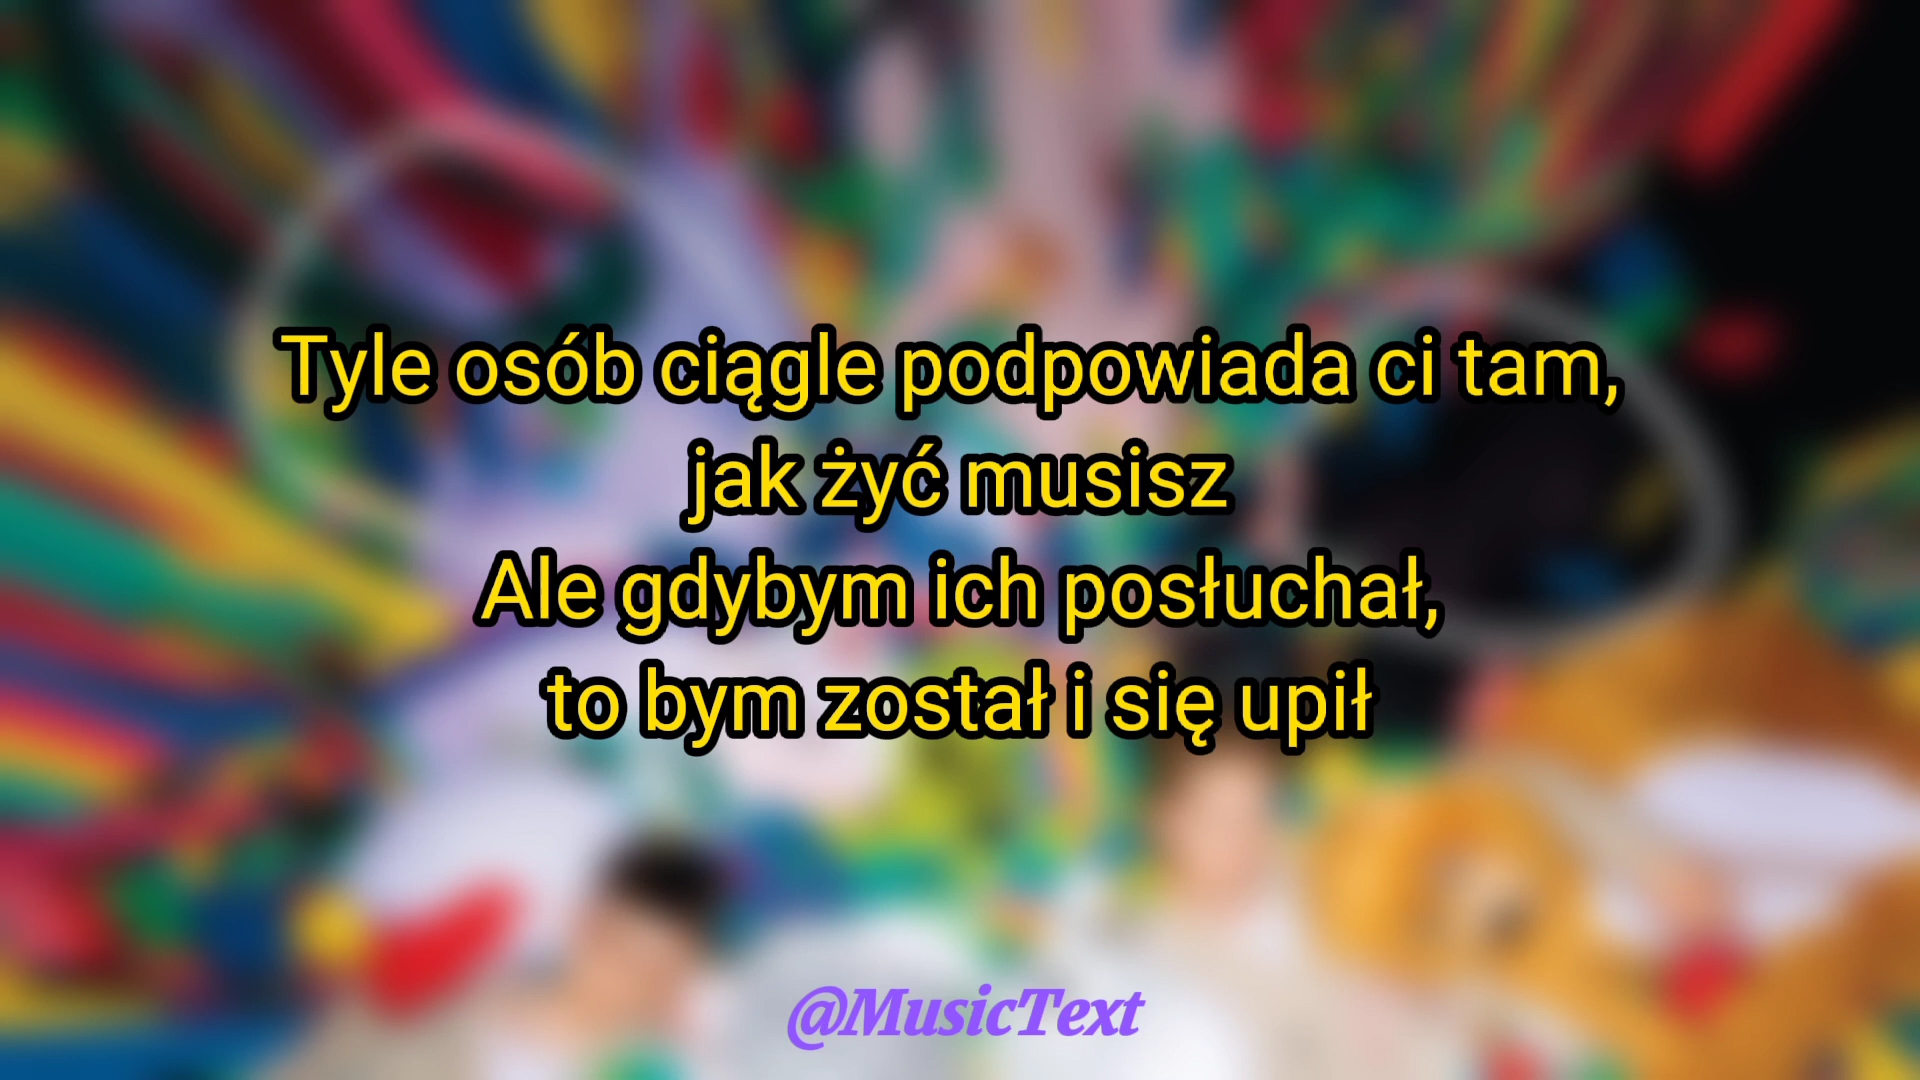 Tyle osób ciągle podpowiada ci tam,
jak żyć musisz
Ale gdybym ich posłuchał,
to bym został i się upił
@MusicText